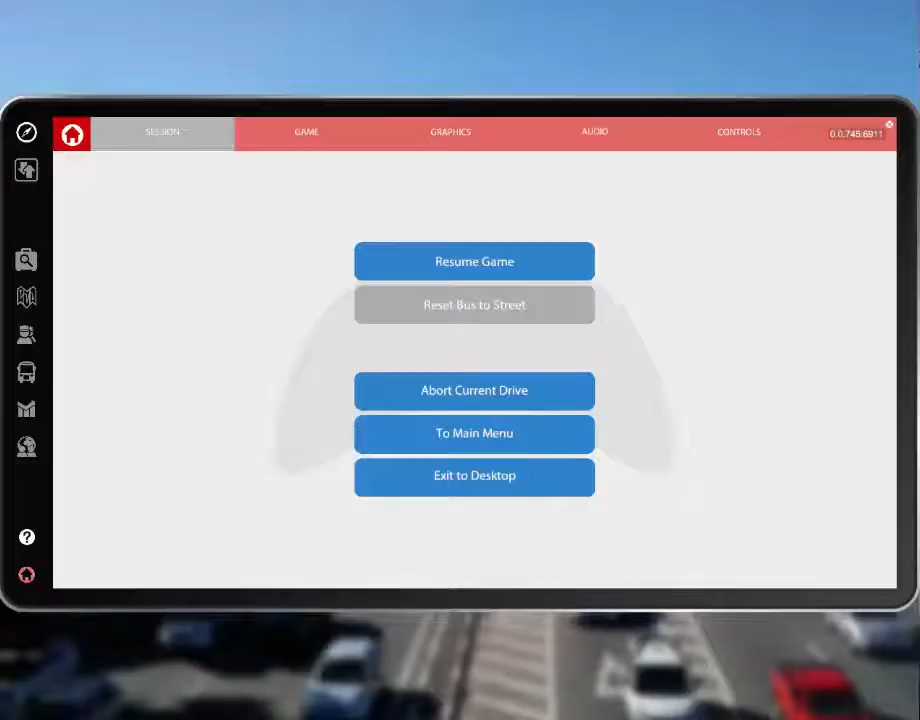 SESSION
GAME
GRAPHICS
AUDIO
CONTROLS
0.0.745:6911
Resume Game
Reset Bus to Street
Abort Current Drive
To Main Menu
Exit to Desktop
?